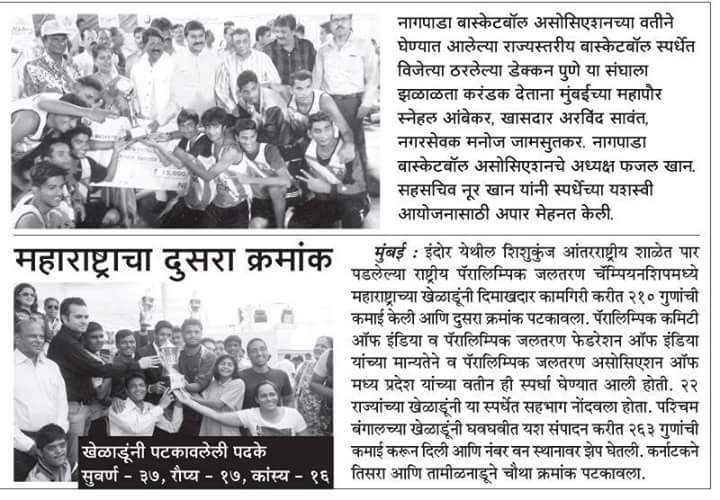 नागपाडा बास्केटबॉल असोसिएशनच्या वतीने
घेण्यात आलेल्या राज्यस्तरीय बास्केटबॉल स्पर्धेत
विजेत्या ठरलेल्या डेक्कन पुणे या संघाला
झळाळता करंडक देताना मुंबईच्या महापौर
स्नेहल आंबेकर, खासदार अरविंद सावंत,
नगरसेवक मनोज जामसुतकर. नागपाडा
बास्केटबॉल असोसिएशनचे अध्यक्ष फजल खान.
सहसचिव नूर खान यांनी स्पर्धेच्या यशस्वी
आयोजनासाठी अपार मेहनत केली.
महाराष्ट्राचा दुसरा क्रमांक
मुंबई : इंदोर येथील शिशुकुंज आंतरराष्ट्रीय शाळेत पार
पडलेल्या राष्ट्रीय पॅरालिम्पिक जलतरण चॅम्पियनशिपमध्ये
महाराष्ट्राच्या खेळाडूंनी दिमाखदार कामगिरी करीत २१० गुणांची
कमाई केली आणि दुसरा क्रमांक पटकावला. पॅरालिम्पिक कमिटी
ऑफ इंडिया व पॅरालिम्पिक जलतरण फेडरेशन ऑफ इंडिया
यांच्या मान्यतेने व पॅरालिम्पिक जलतरण असोसिएशन ऑफ
मध्य प्रदेश यांच्या वतीन ही स्पर्धा घेण्यात आली होती. २२
राज्यांच्या खेळाडूंनी या स्पर्धेत सहभाग नोंदवला होता. पश्चिम
बंगालच्या खेळाडूंनी घवघवीत यश संपादन करीत २६३ गुणांची
कमाई करून दिली आणि नंबर वन स्थानावर झेप घेतली. कर्नाटकने
तिसरा आणि तामीळनाडूने चौथा क्रमांक पटकावला.
खेळाडूंनी पटकावलेली पदके
सुवर्ण - ३७, रौप्य - १७, कांस्य - १६